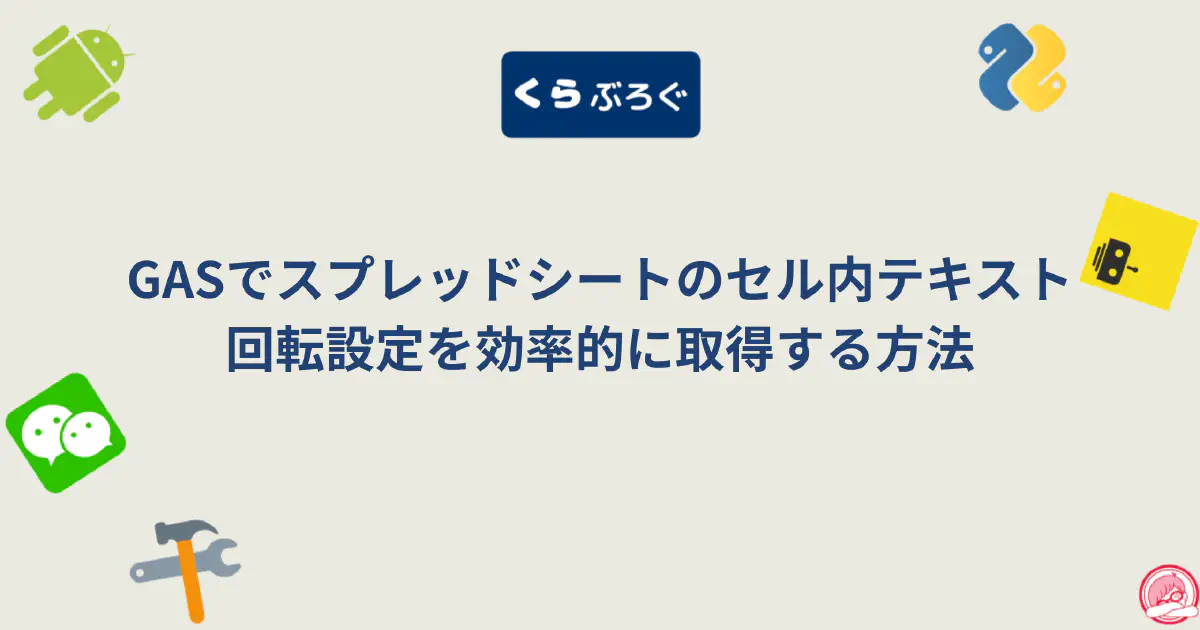 くらぶろぐ
GASでスプレッドシートのセル内テキスト
回転設定を効率的に取得する方法